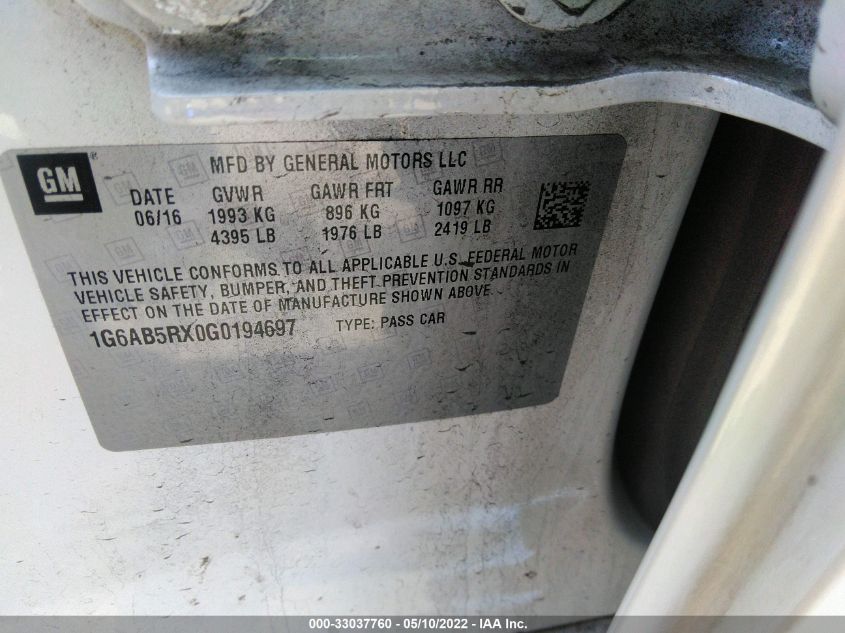 GM
MFD BY GENERAL MOTORS LLC
DATE GVWR GAWR FRT GAWR RR
06/16 1993 KG 896 KG 1097 KG
4395 LB 1976 LB 2419 LB
THIS VEHICLE CONFORMS TO ALL APPLICABLE U.S. FEDERAL MOTOR
VEHICLE SAFETY, BUMPER, AND THEFT PREVENTION STANDARDS IN
EFFECT ON THE DATE OF MANUFACTURE SHOWN ABOVE.
1G6AB5RX0G0194697 TYPE: PASS CAR
000-33037760 - 05/10/2022 - IAA Inc.